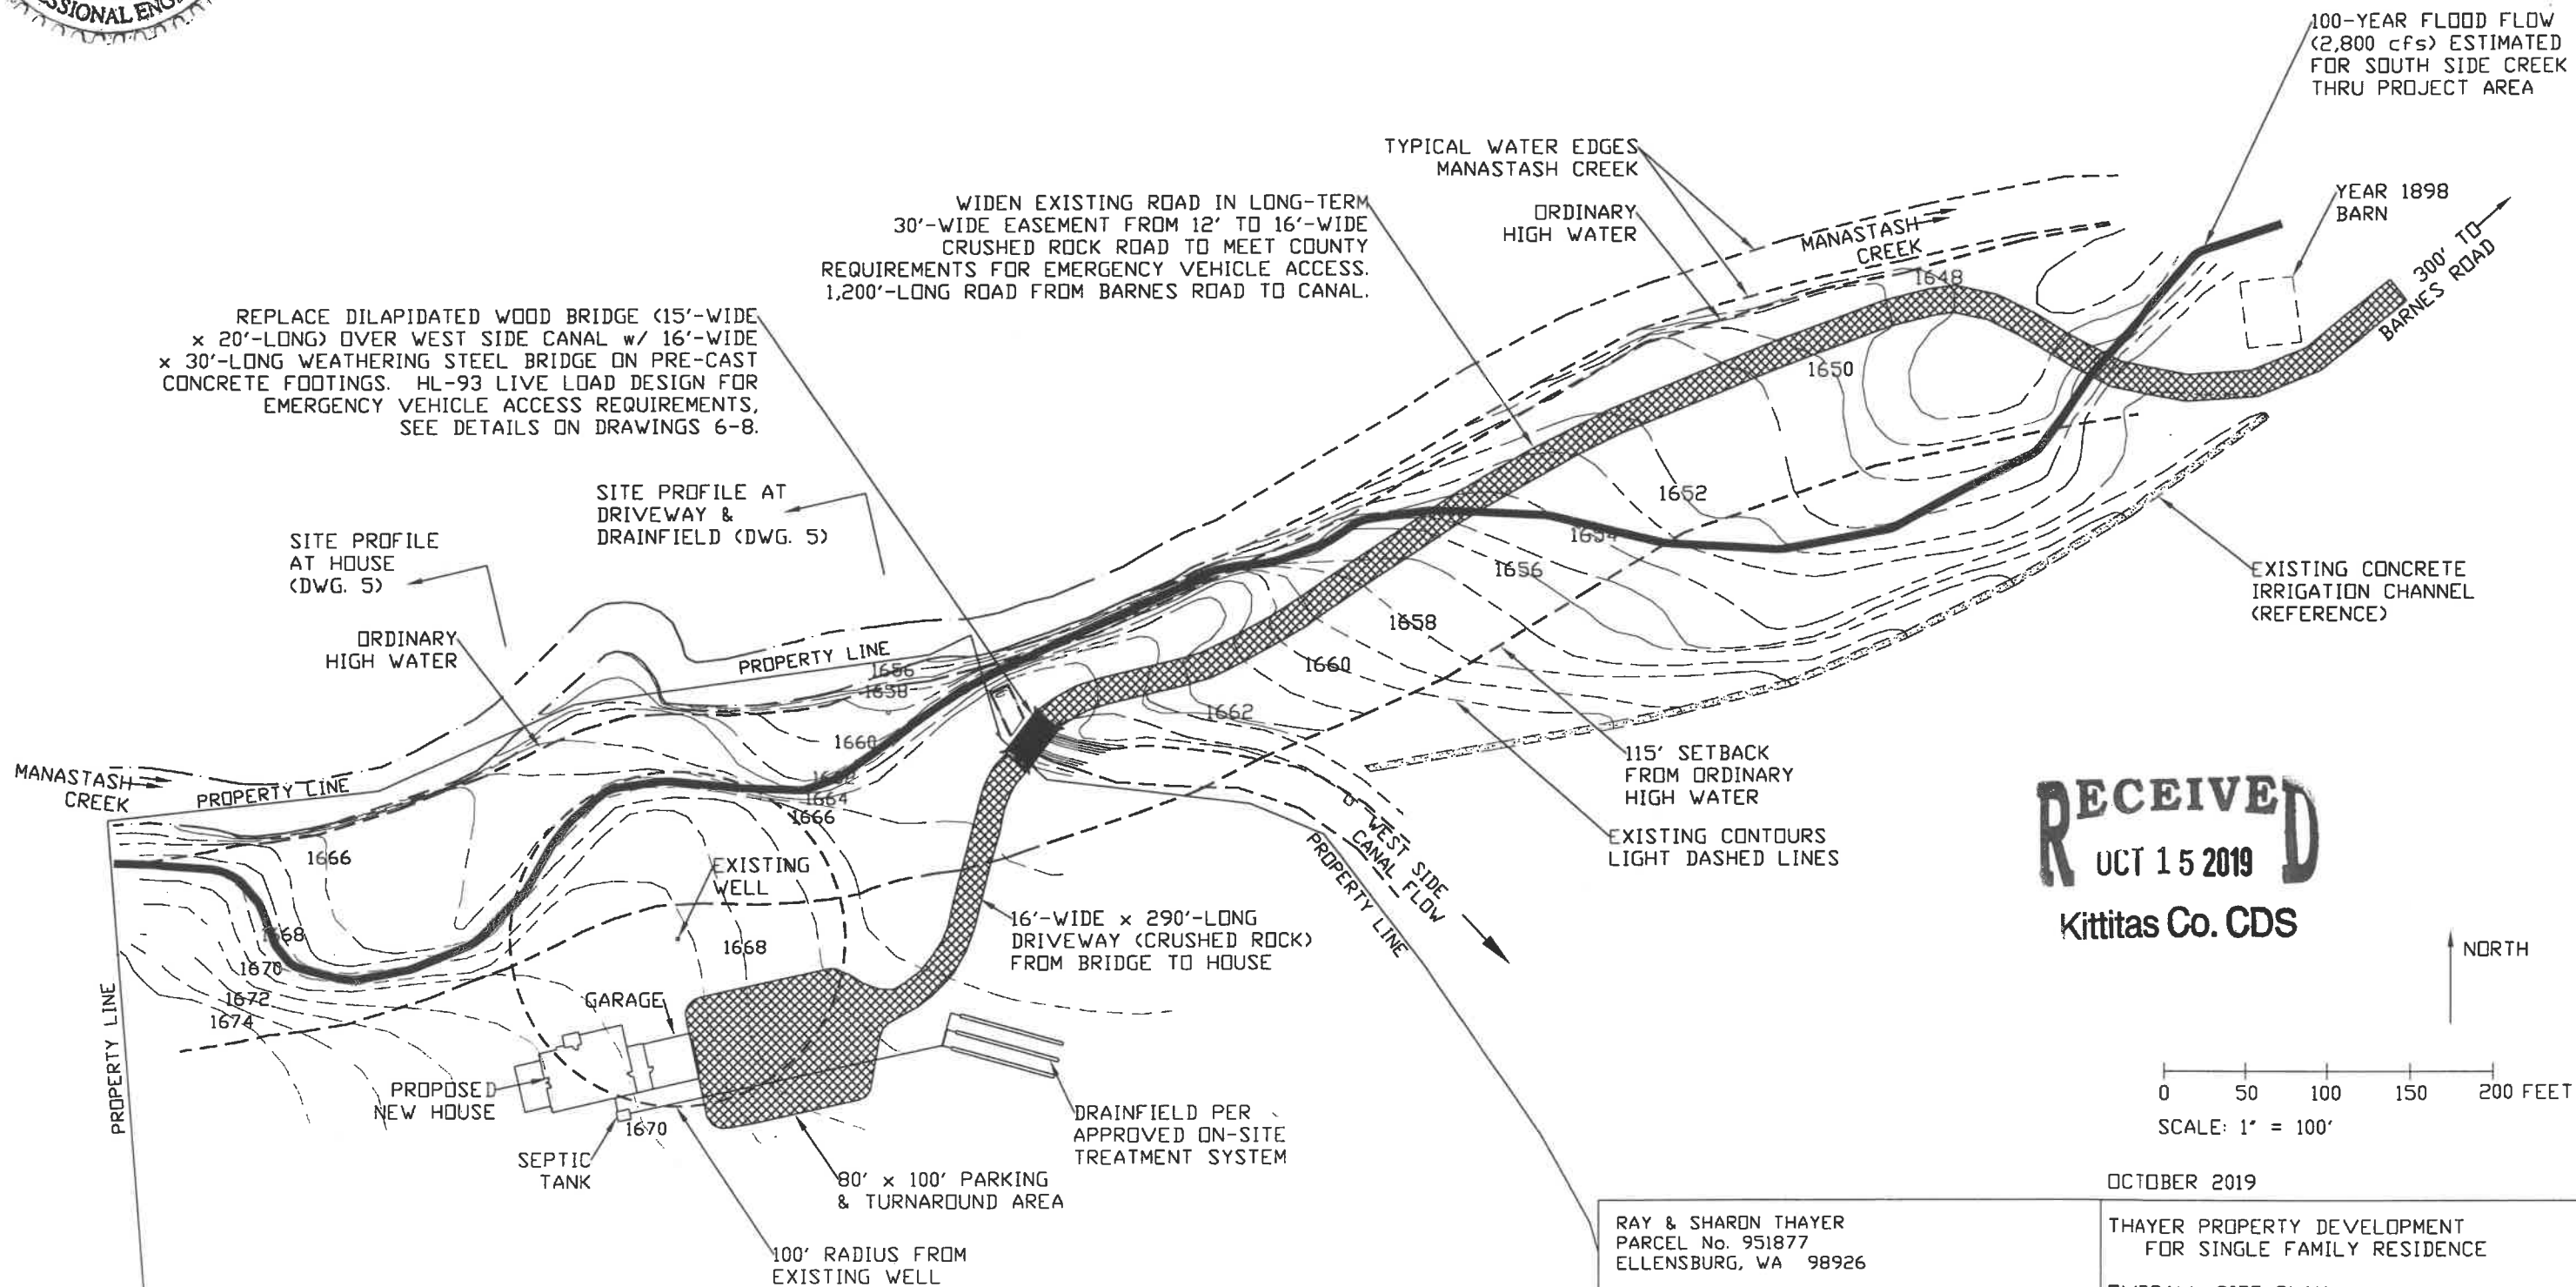 100-YEAR FLOOD FLOW
(2,800 cfs) ESTIMATED
FOR SOUTH SIDE CREEK
THRU PROJECT AREA
TYPICAL WATER EDGES
MANASTASH CREEK
WIDEN EXISTING ROAD IN LONG-TERM
30'-WIDE EASEMENT FROM 12' TO 16'-WIDE
CRUSHED ROCK ROAD TO MEET COUNTY
REQUIREMENTS FOR EMERGENCY VEHICLE ACCESS.
1,200'-LONG ROAD FROM BARNES ROAD TO CANAL.
ORDINARY
HIGH WATER
MANASTASH
CREEK
YEAR 1898
BARN
300' TO
BARNES ROAD
REPLACE DILAPIDATED WOOD BRIDGE (15'-WIDE
x 20'-LONG) OVER WEST SIDE CANAL w/ 16'-WIDE
x 30'-LONG WEATHERING STEEL BRIDGE ON PRE-CAST
CONCRETE FOOTINGS. HL-93 LIVE LOAD DESIGN FOR
EMERGENCY VEHICLE ACCESS REQUIREMENTS,
SEE DETAILS ON DRAWINGS 6-8.
1648
1650
1652
1654
1656
1658
1660
1662
SITE PROFILE AT
DRIVEWAY &
DRAINFIELD (DWG. 5)
SITE PROFILE
AT HOUSE
(DWG. 5)
ORDINARY
HIGH WATER
EXISTING CONCRETE
IRRIGATION CHANNEL
(REFERENCE)
PROPERTY LINE
1656
1658
1660
1662
1664
1666
MANASTASH
CREEK
PROPERTY LINE
115' SETBACK
FROM ORDINARY
HIGH WATER
EXISTING CONTOURS
LIGHT DASHED LINES
WEST SIDE
CANAL FLOW
PROPERTY LINE
RECEIVED
OCT 15 2019
Kittitas Co. CDS
1666
1668
1670
1672
1674
EXISTING
WELL
1668
16'-WIDE x 290'-LONG
DRIVEWAY (CRUSHED ROCK)
FROM BRIDGE TO HOUSE
NORTH
GARAGE
PROPERTY LINE
PROPOSED
NEW HOUSE
SEPTIC
TANK
1670
DRAINFIELD PER
APPROVED ON-SITE
TREATMENT SYSTEM
80' x 100' PARKING
& TURNAROUND AREA
100' RADIUS FROM
EXISTING WELL
0 50 100 150 200 FEET
SCALE: 1" = 100'
OCTOBER 2019
RAY & SHARON THAYER
PARCEL No. 951877
ELLENSBURG, WA 98926
THAYER PROPERTY DEVELOPMENT
FOR SINGLE FAMILY RESIDENCE